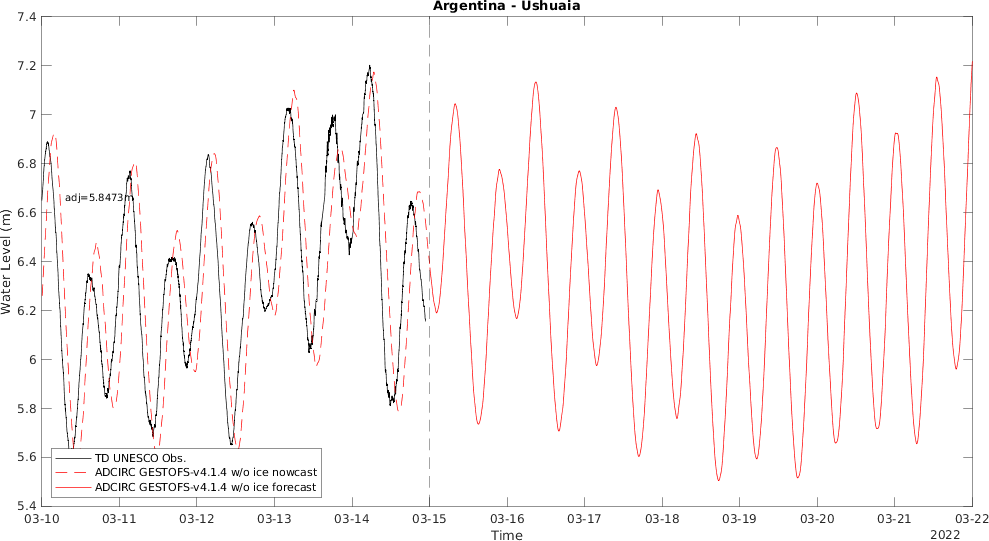 Argentina - Ushuaia
7.4
7.2
7
6.8
6.6
6.4
6.2
6
5.8
5.6
5.4
Water Level (m)
adj=5.8473m
TD UNESCO Obs.
ADCIRC GESTOFS-v4.1.4 w/o ice nowcast
ADCIRC GESTOFS-v4.1.4 w/o ice forecast
03-10 03-11 03-12 03-13 03-14 03-15 03-16 03-17 03-18 03-19 03-20 03-21 03-22
Time
2022